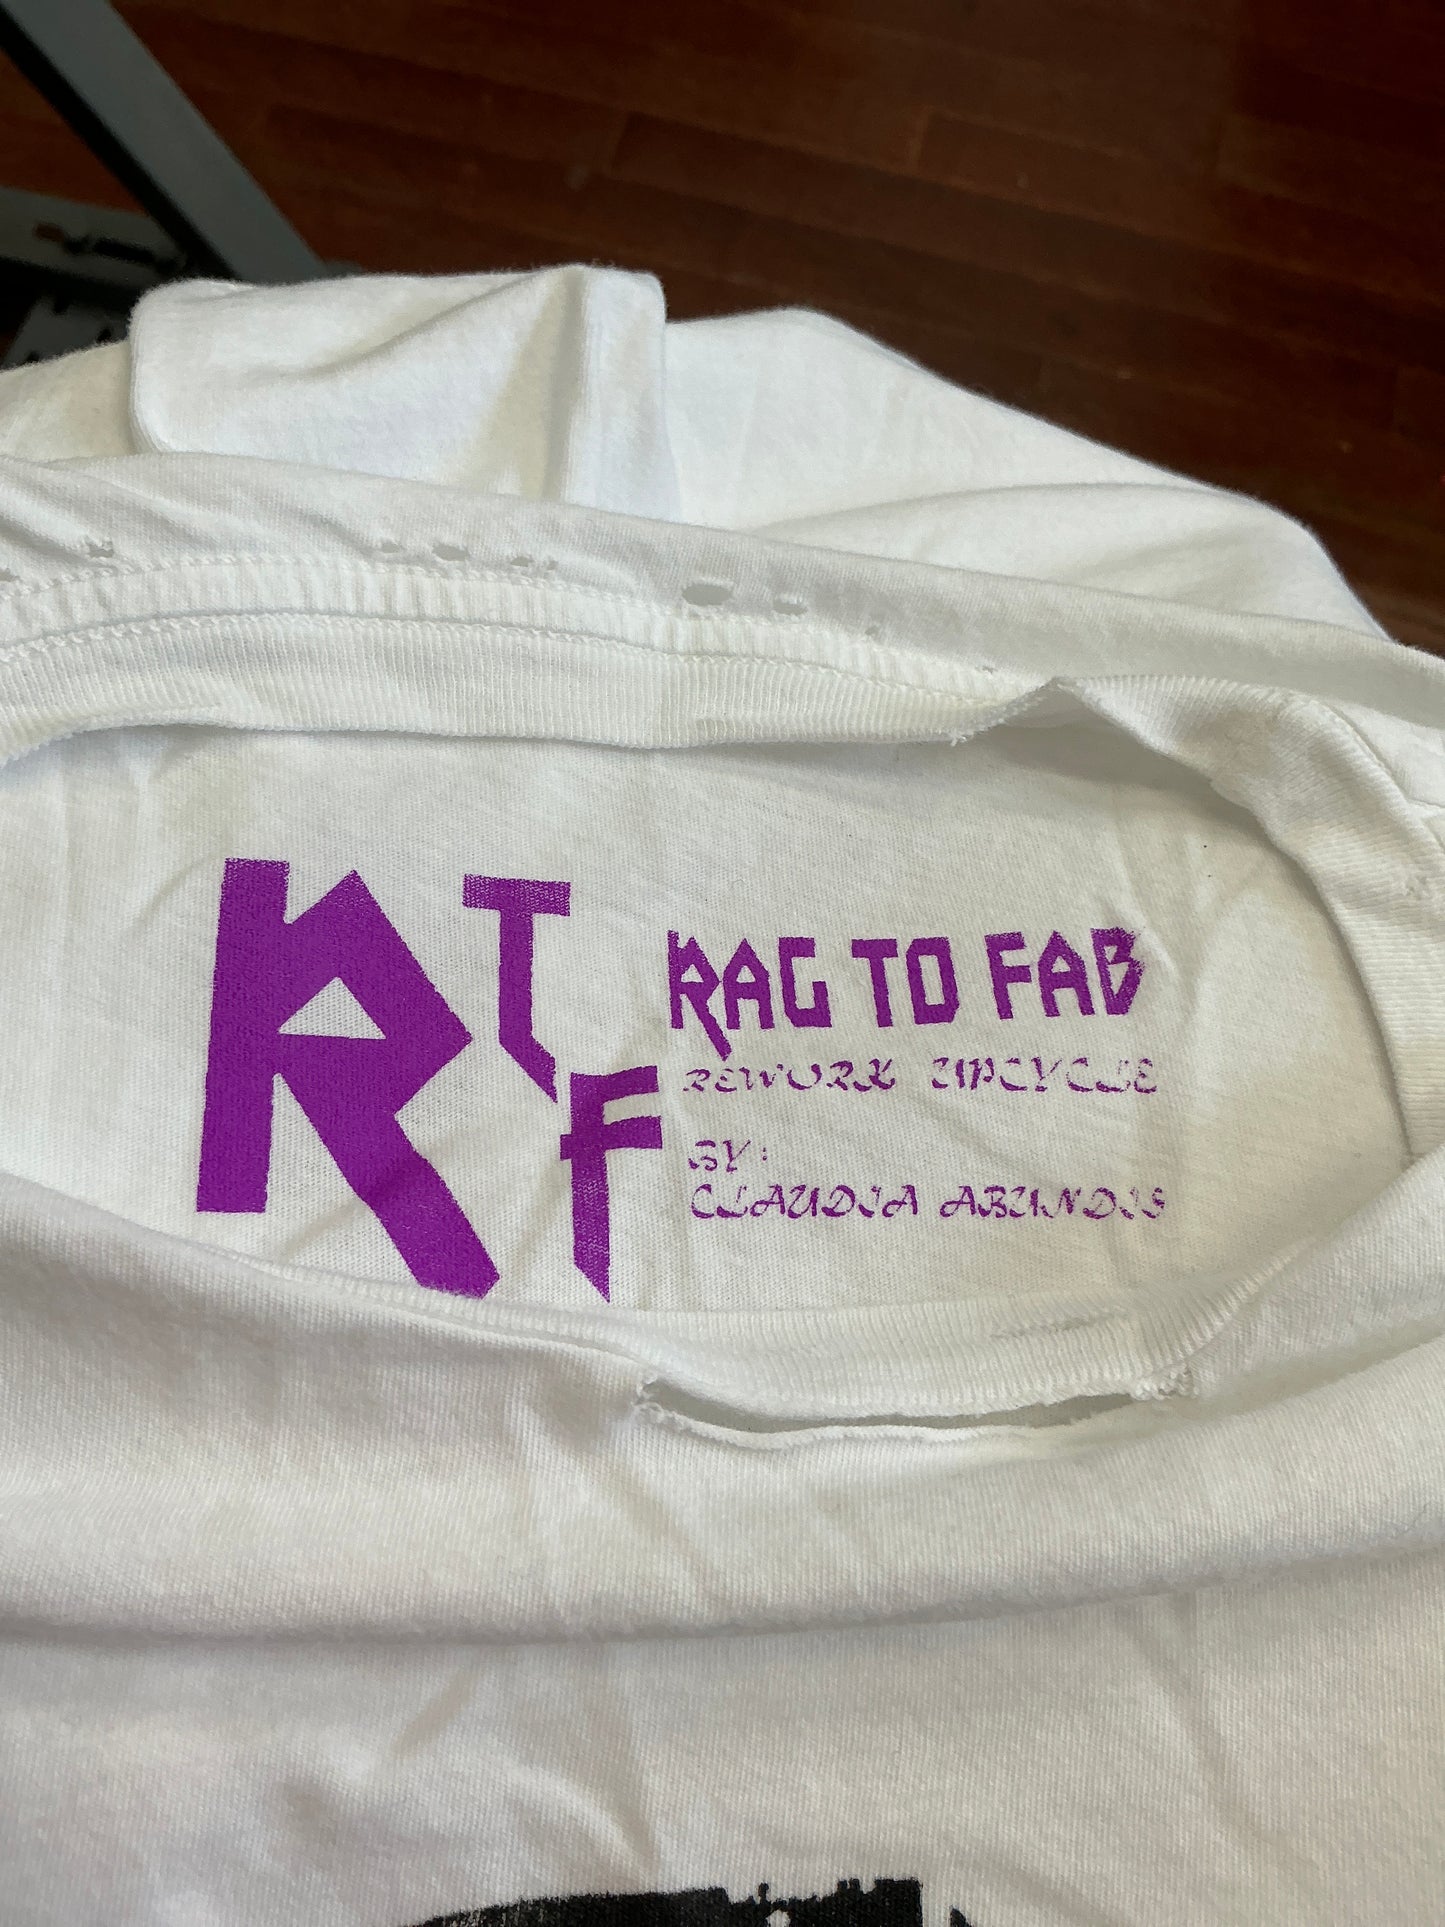 RTF
RAG TO FAB
REWORK UPCYCLE
BY:
CLAUDIA ABUNDIS